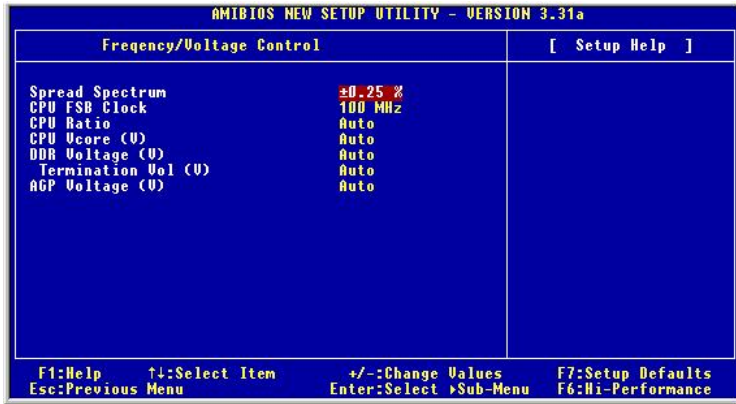 AMIBIOS NEW SETUP UTILITY - VERSION 3.31a
Freqency/Voltage Control [ Setup Help ]
Spread Spectrum ±0.25 %
CPU FSB Clock 100 MHz
CPU Ratio Auto
CPU Vcore (V) Auto
DDR Voltage (V) Auto
Termination Vol (V) Auto
AGP Voltage (V) Auto
F1:Help ↑↓:Select Item +/-:Change Values F7:Setup Defaults
Esc:Previous Menu Enter:Select ▸Sub-Menu F6:Hi-Performance